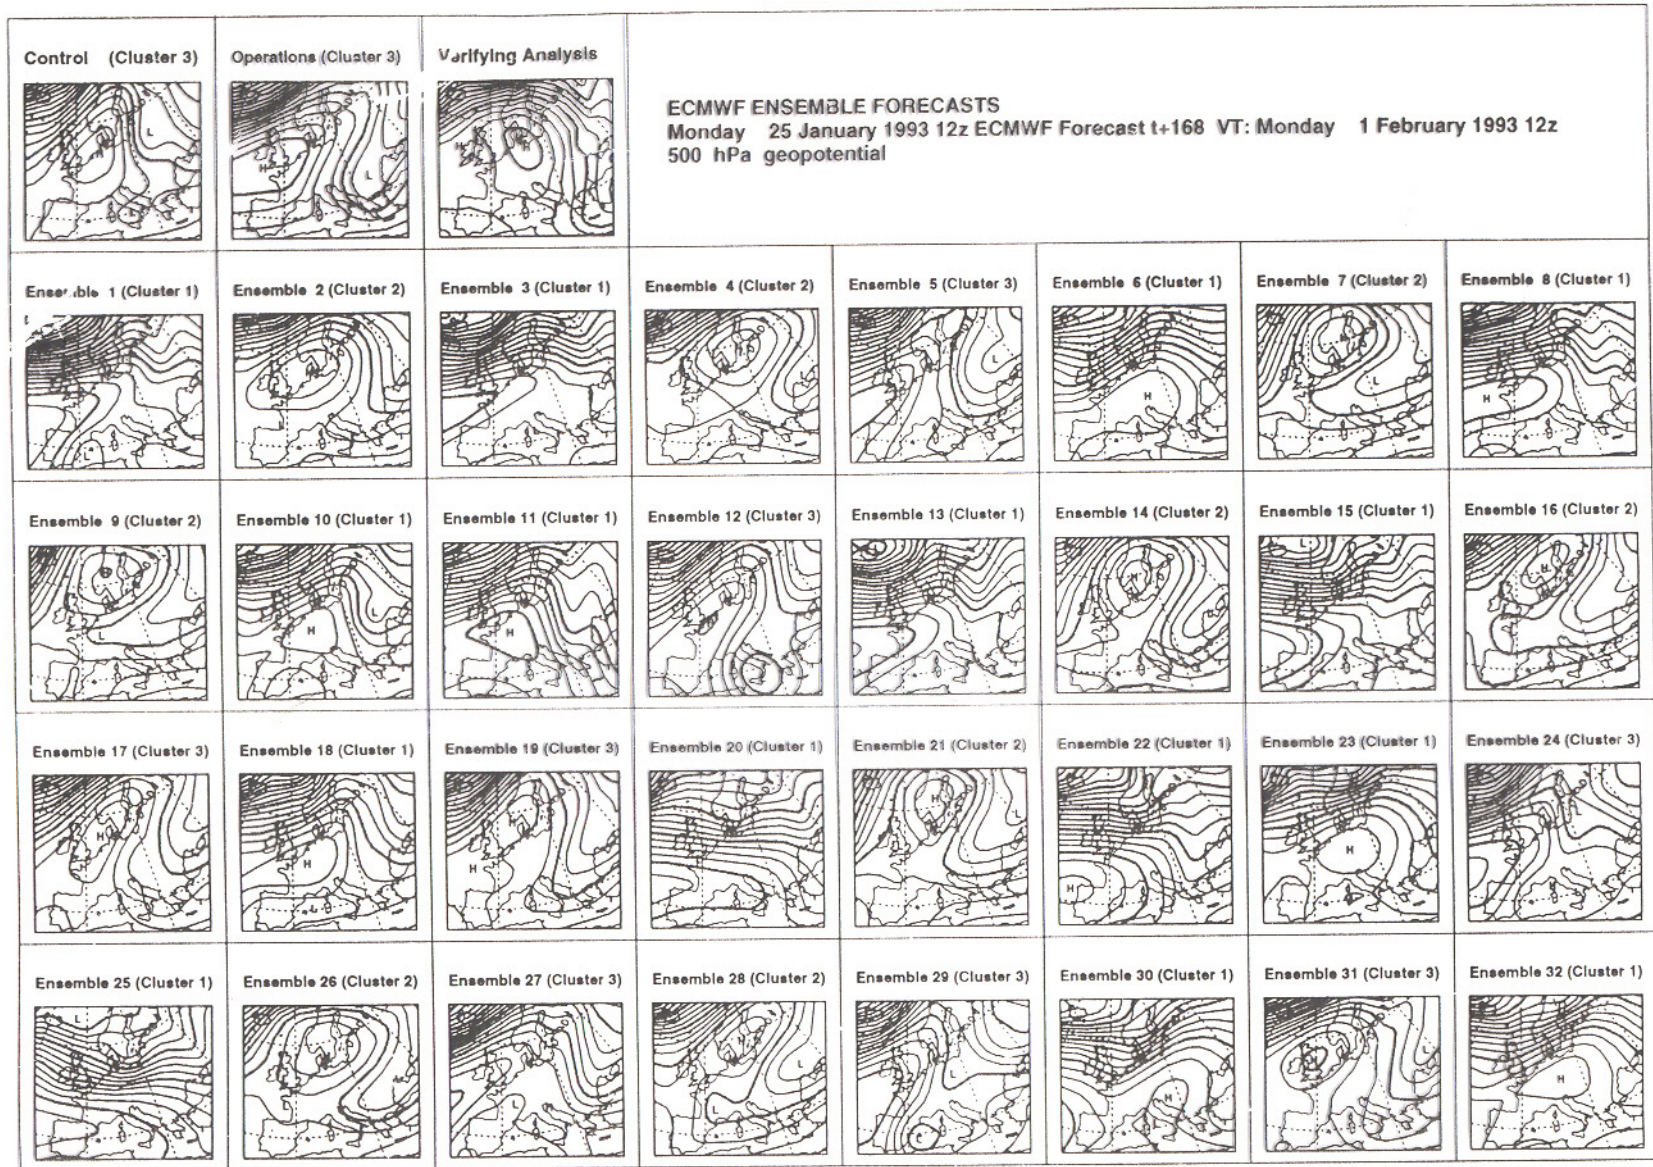 Control (Cluster 3)
Operations (Cluster 3)
Verifying Analysis
ECMWF ENSEMBLE FORECASTS
Monday 25 January 1993 12z ECMWF Forecast t+168 VT: Monday 1 February 1993 12z
500 hPa geopotential
Ensemble 1 (Cluster 1)
Ensemble 2 (Cluster 2)
Ensemble 3 (Cluster 1)
Ensemble 4 (Cluster 2)
Ensemble 5 (Cluster 3)
Ensemble 6 (Cluster 1)
Ensemble 7 (Cluster 2)
Ensemble 8 (Cluster 1)
Ensemble 9 (Cluster 2)
Ensemble 10 (Cluster 1)
Ensemble 11 (Cluster 1)
Ensemble 12 (Cluster 3)
Ensemble 13 (Cluster 1)
Ensemble 14 (Cluster 2)
Ensemble 15 (Cluster 1)
Ensemble 16 (Cluster 2)
Ensemble 17 (Cluster 3)
Ensemble 18 (Cluster 1)
Ensemble 19 (Cluster 3)
Ensemble 20 (Cluster 1)
Ensemble 21 (Cluster 2)
Ensemble 22 (Cluster 1)
Ensemble 23 (Cluster 1)
Ensemble 24 (Cluster 3)
Ensemble 25 (Cluster 1)
Ensemble 26 (Cluster 2)
Ensemble 27 (Cluster 3)
Ensemble 28 (Cluster 2)
Ensemble 29 (Cluster 3)
Ensemble 30 (Cluster 1)
Ensemble 31 (Cluster 3)
Ensemble 32 (Cluster 1)